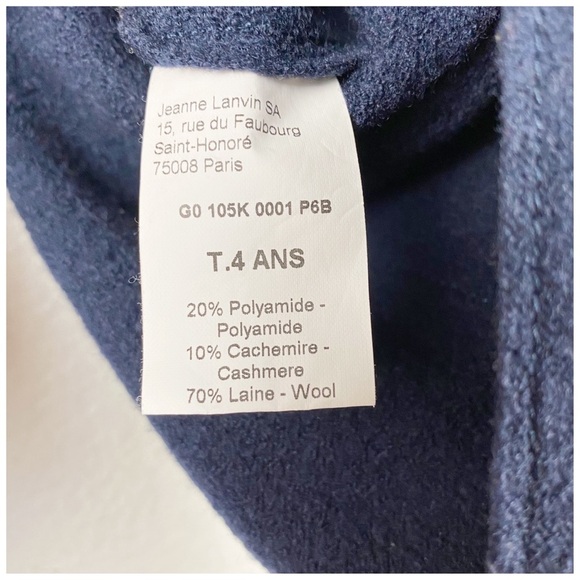 Jeanne Lanvin SA
15, rue du Faubourg
Saint-Honoré
75008 Paris
G0 105K 0001 P6B
T.4 ANS
20% Polyamide -
Polyamide
10% Cachemire -
Cashmere
70% Laine - Wool